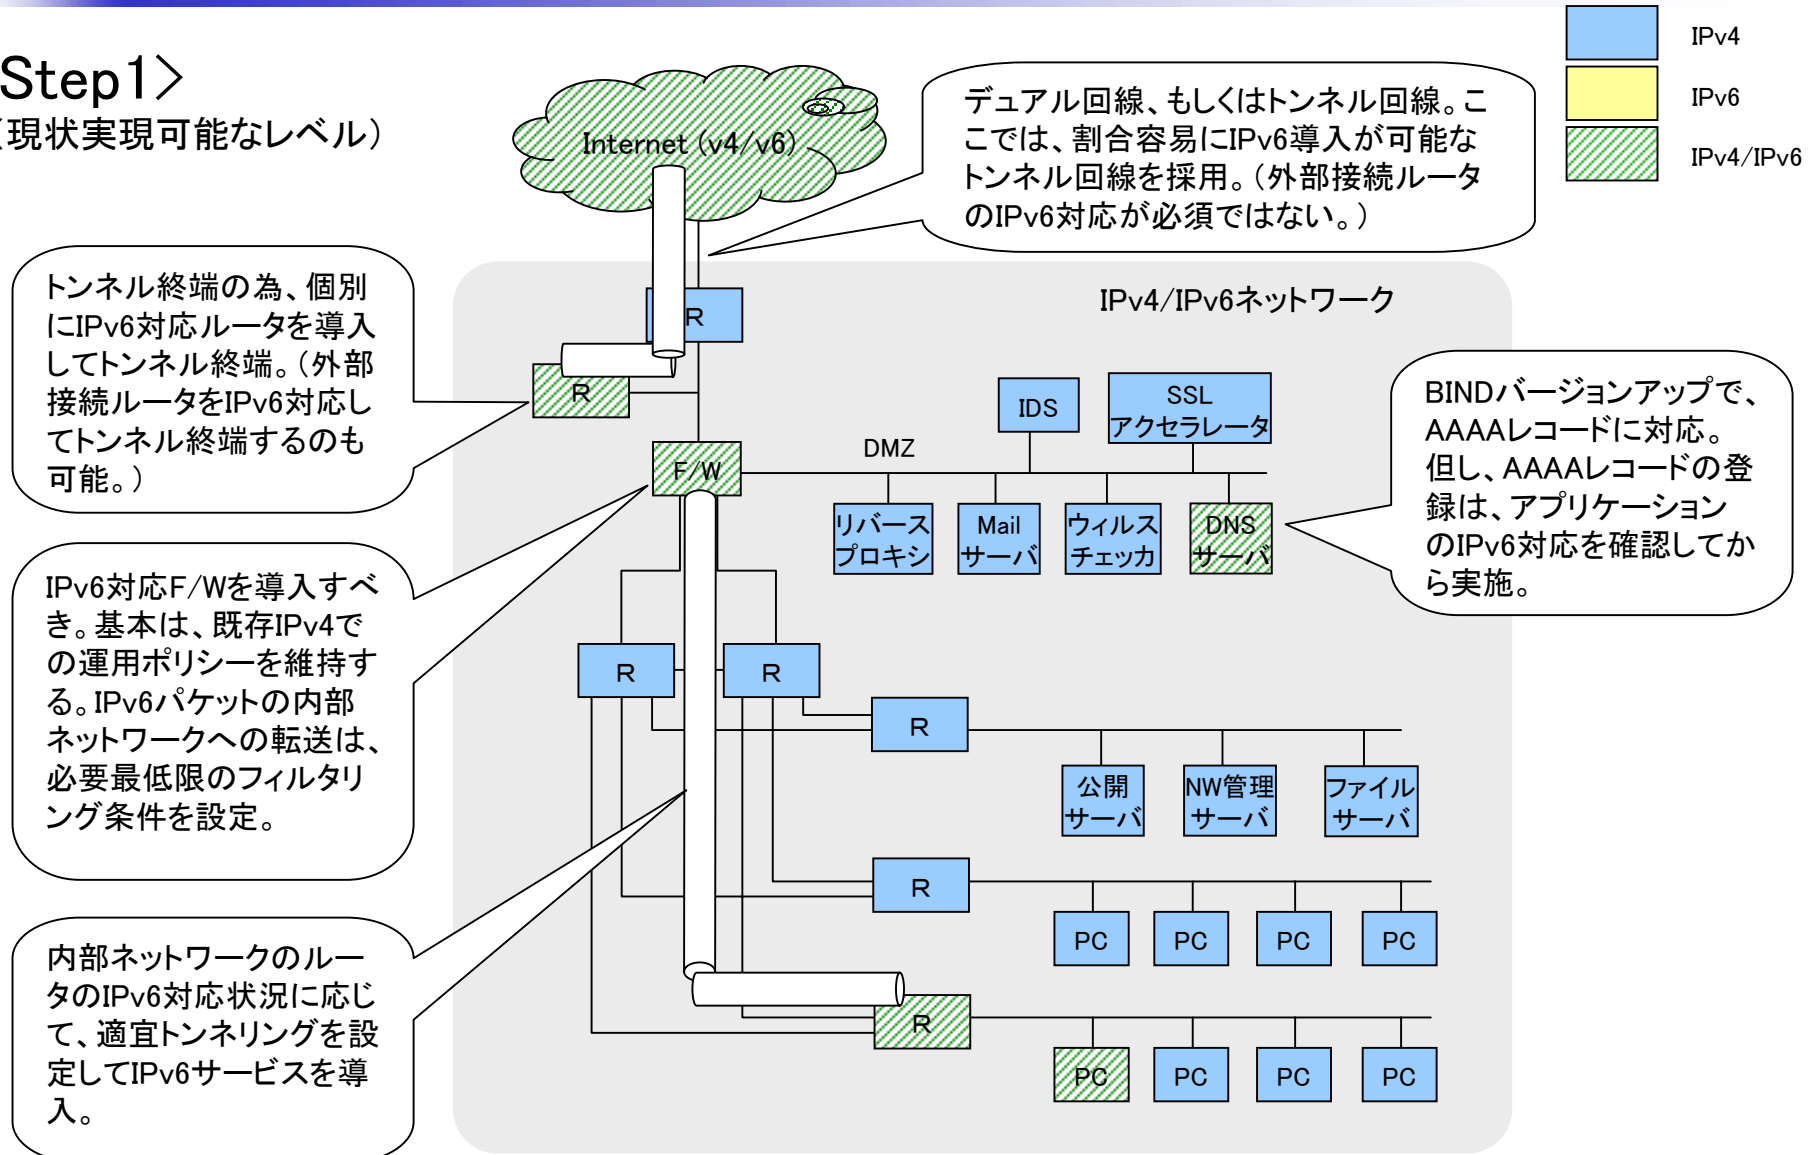 Step1>
(現状実現可能なレベル)
IPv4
IPv6
IPv4/IPv6
Internet (v4/v6)
デュアル回線、もしくはトンネル回線。こ
こでは、割合容易にIPv6導入が可能な
トンネル回線を採用。(外部接続ルータ
のIPv6対応が必須ではない。)
トンネル終端の為、個別
にIPv6対応ルータを導入
してトンネル終端。(外部
接続ルータをIPv6対応し
てトンネル終端するのも
可能。)
IPv4/IPv6ネットワーク
R
R
F/W
DMZ
IDS
SSL
アクセラレータ
リバース
プロキシ
Mail
サーバ
ウィルス
チェッカ
DNS
サーバ
BINDバージョンアップで、
AAAAレコードに対応。
但し、AAAAレコードの登
録は、アプリケーション
のIPv6対応を確認してか
ら実施。
IPv6対応F/Wを導入すべ
き。基本は、既存IPv4で
の運用ポリシーを維持す
る。IPv6パケットの内部
ネットワークへの転送は、
必要最低限のフィルタリ
ング条件を設定。
R
R
R
公開
サーバ
NW管理
サーバ
ファイル
サーバ
R
PC
PC
PC
PC
内部ネットワークのルー
タのIPv6対応状況に応じ
て、適宜トンネリングを設
定してIPv6サービスを導
入。
R
PC
PC
PC
PC